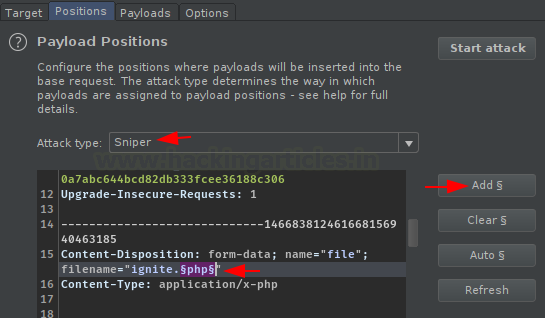 Target Positions Payloads Options
? Payload Positions
Start attack
Configure the positions where payloads will be inserted into the
base request. The attack type determines the way in which
payloads are assigned to payload positions - see help for full
details.
Attack type: Sniper
www.hackingarticles.in
0a7abc644bcd82db333fcee36188c306
12 Upgrade-Insecure-Requests: 1
13
14 -----------------------------1466838124616681569
40463185
15 Content-Disposition: form-data; name="file";
filename="ignite.§php§"
16 Content-Type: application/x-php
17
18
Add §
Clear §
Auto §
Refresh